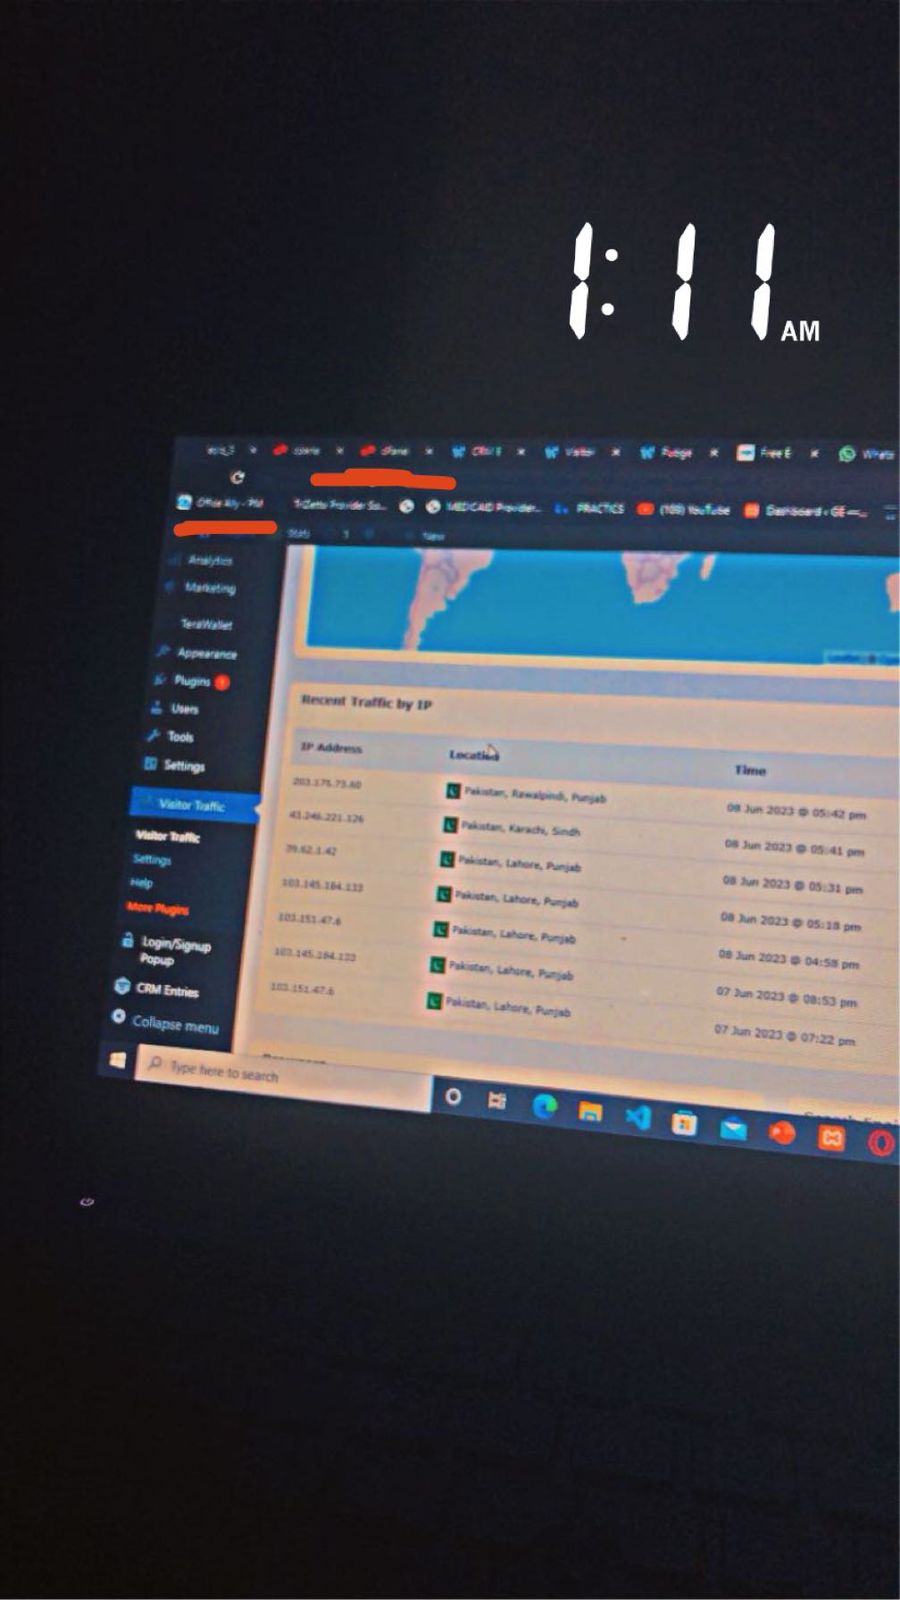 1:11 AM
CRM E
Visitor
Free E
Office Ally - PM
TriZetto Provider So...
MEDICAID Provider...
PRACTICS
(108) YouTube
Dashboard ‹ GE —...
New
Analytics
Marketing
TeraWallet
Appearance
Plugins 1
Users
Tools
Settings
Visitor Traffic
Visitor Traffic
Settings
Help
More Plugins
Login/Signup
Popup
CRM Entries
Collapse menu
Recent Traffic by IP
IP Address Location Time
203.175.73.60 Pakistan, Rawalpindi, Punjab 08 Jun 2023 @ 05:42 pm
43.246.221.126 Pakistan, Karachi, Sindh 08 Jun 2023 @ 05:41 pm
39.62.1.42 Pakistan, Lahore, Punjab 08 Jun 2023 @ 05:31 pm
103.145.184.133 Pakistan, Lahore, Punjab 08 Jun 2023 @ 05:18 pm
103.151.47.6 Pakistan, Lahore, Punjab 08 Jun 2023 @ 04:58 pm
103.145.184.133 Pakistan, Lahore, Punjab 07 Jun 2023 @ 08:53 pm
103.151.47.6 Pakistan, Lahore, Punjab 07 Jun 2023 @ 07:22 pm
Type here to search